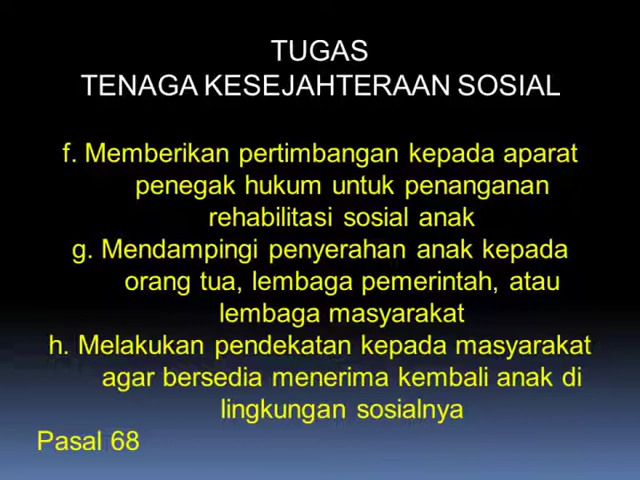 TUGAS
TENAGA KESEJAHTERAAN SOSIAL
f. Memberikan pertimbangan kepada aparat
penegak hukum untuk penanganan
rehabilitasi sosial anak
g. Mendampingi penyerahan anak kepada
orang tua, lembaga pemerintah, atau
lembaga masyarakat
h. Melakukan pendekatan kepada masyarakat
agar bersedia menerima kembali anak di
lingkungan sosialnya
Pasal 68